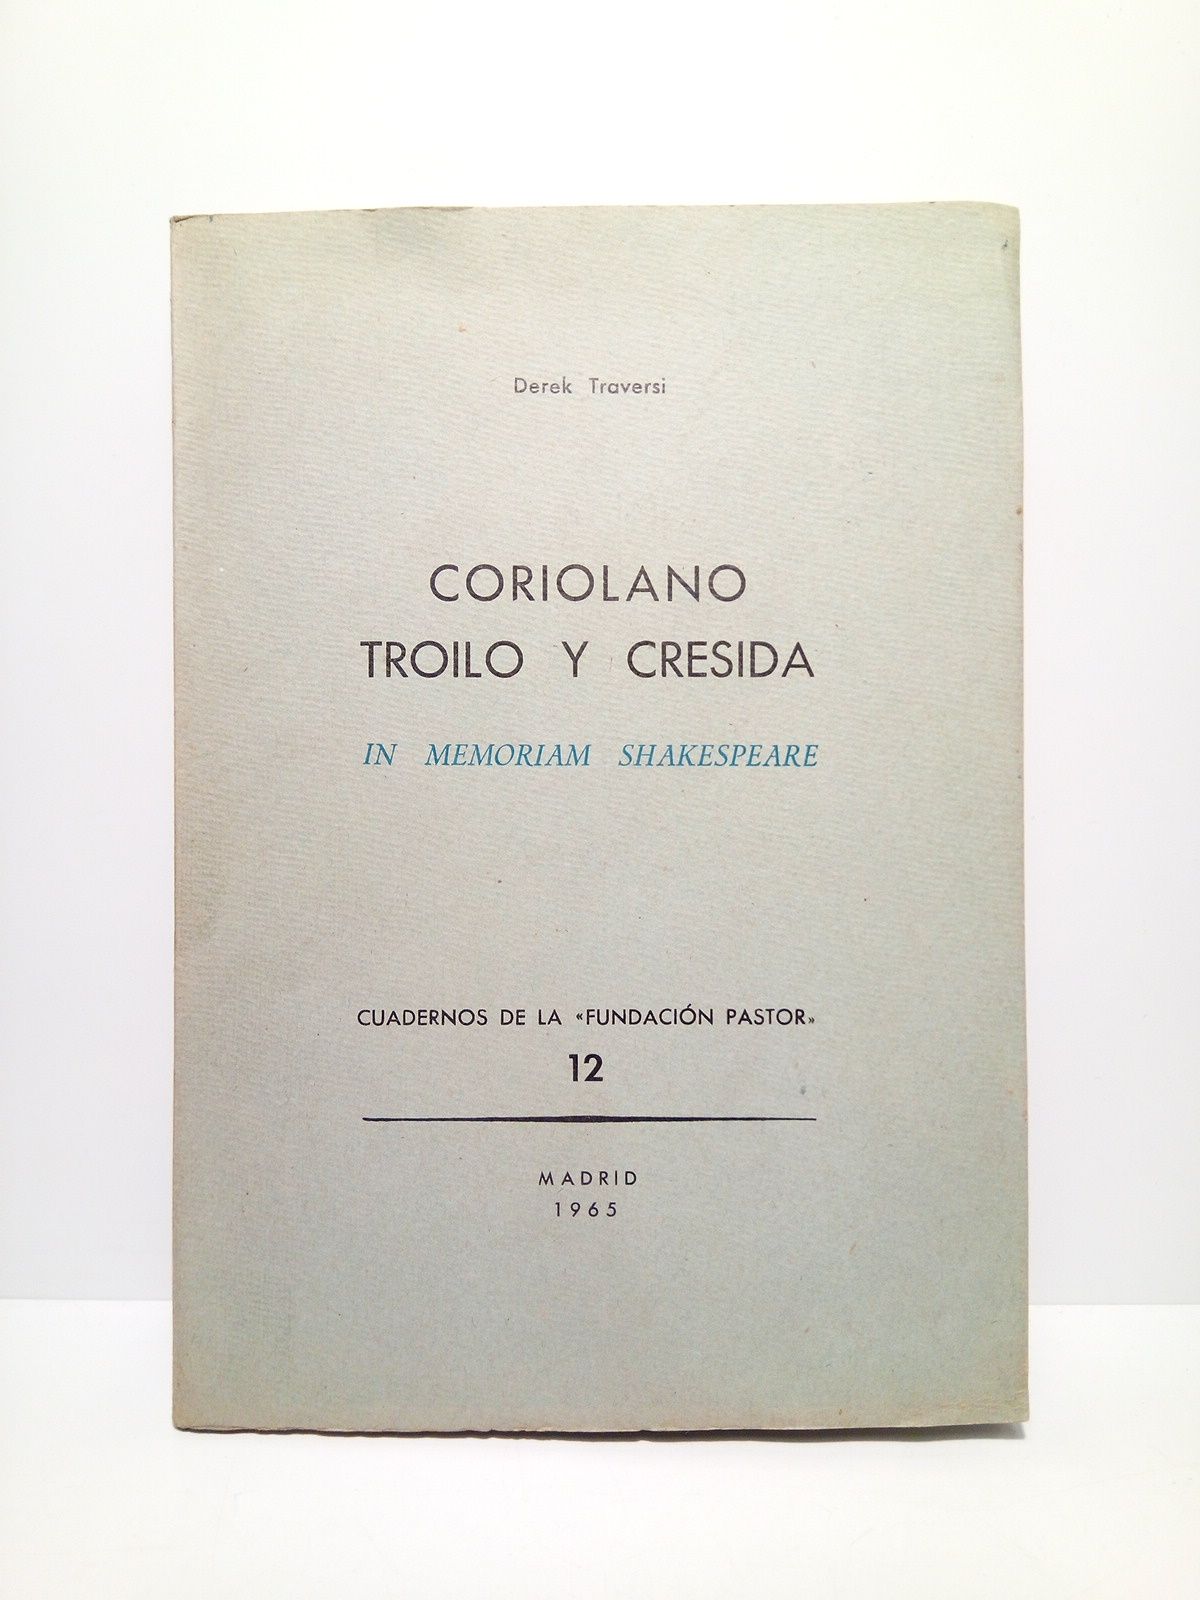 Derek Traversi
CORIOLANO
TROILO Y CRESIDA
IN MEMORIAM SHAKESPEARE
CUADERNOS DE LA «FUNDACIÓN PASTOR»
12
MADRID
1965